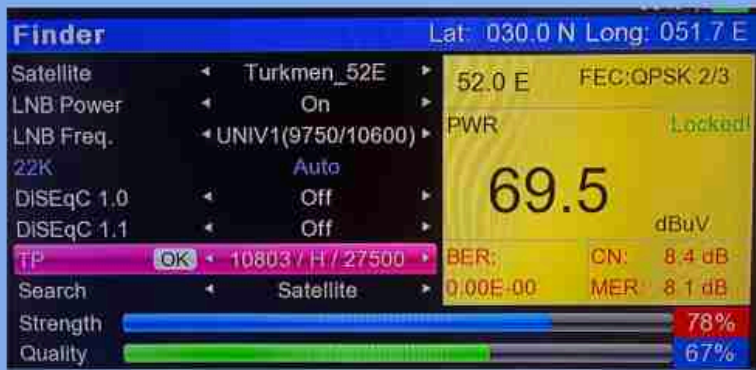 Finder Lat: 030.0 N Long: 051.7 E
Satellite Turkmen_52E
LNB Power On
LNB Freq. UNIV1(9750/10600)
22K Auto
DiSEqC 1.0 Off
DiSEqC 1.1 Off
TP OK 10803 / H / 27500
Search Satellite
Strength 78%
Quality 67%
52.0 E FEC:QPSK 2/3
PWR Locked!
69.5
dBuV
BER: CN: 8.4 dB
0.00E-00 MER: 8.1 dB